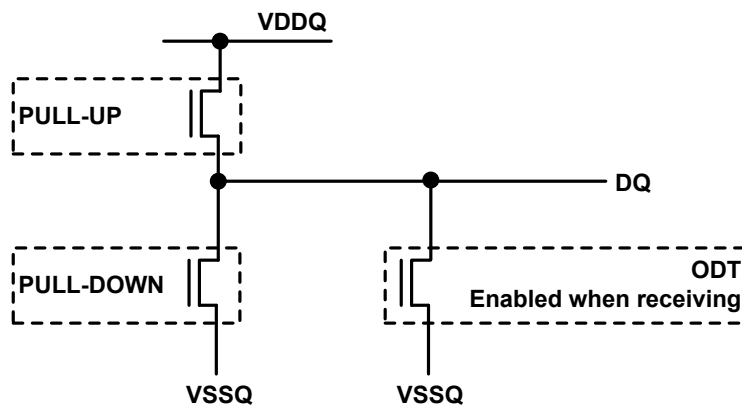 VDDQ
PULL-UP
DQ
PULL-DOWN
ODT
Enabled when receiving
VSSQ
VSSQ